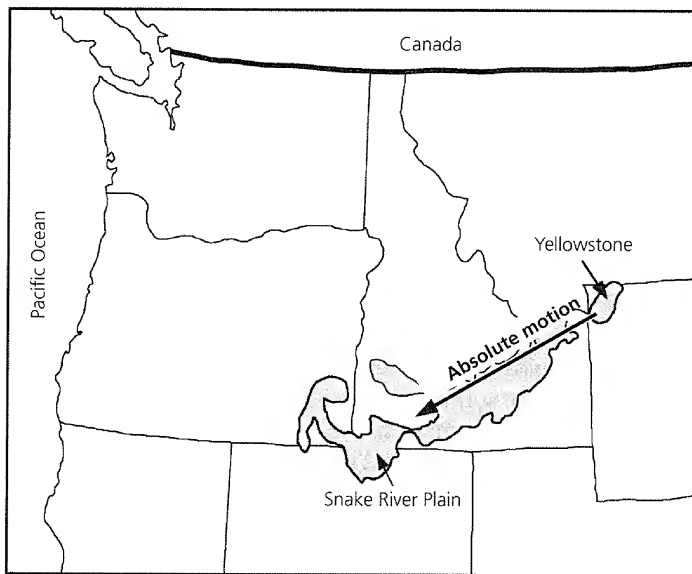 Canada
Pacific Ocean
Yellowstone
Absolute motion
Snake River Plain